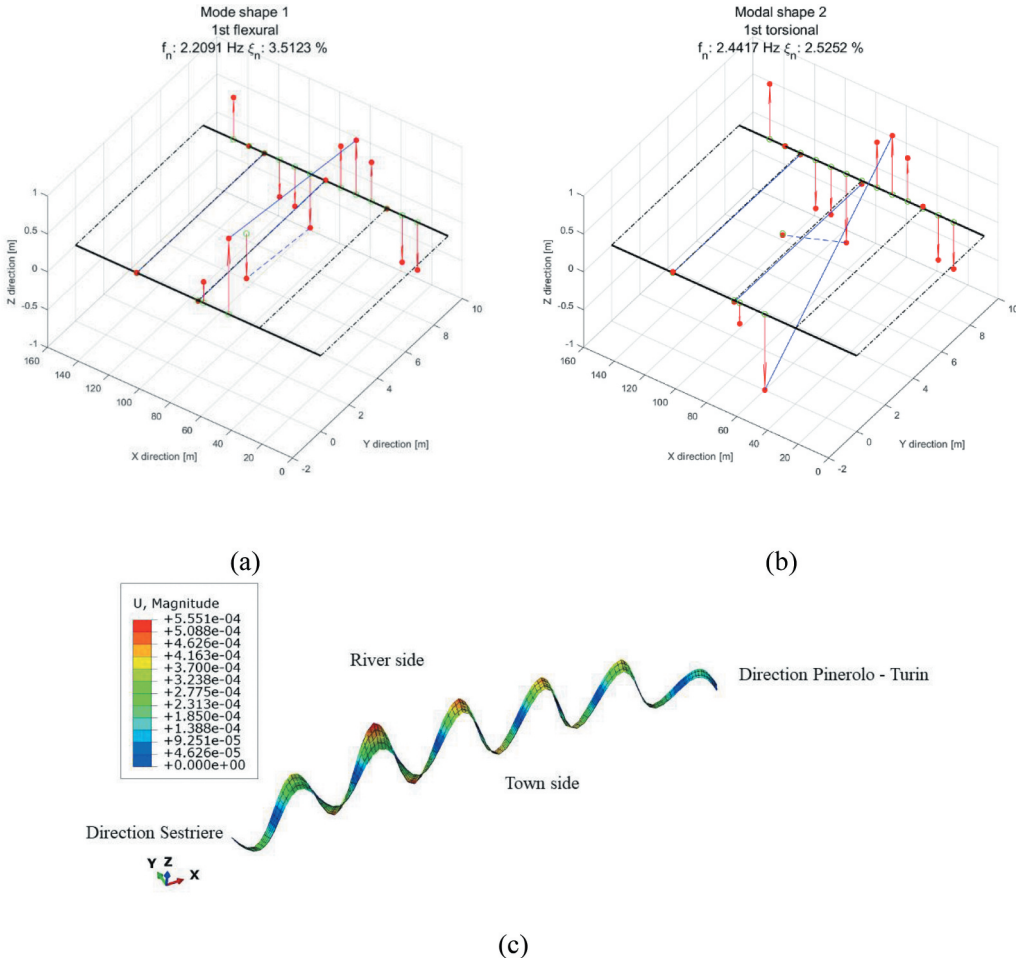 Mode shape 1
1st flexural
f_n: 2.2091 Hz ξ_n: 3.5123 %
1
0.5
0
-0.5
-1
Z direction [m]
160
140
120
100
80
60
40
20
0
X direction [m]
-2
0
2
4
6
8
10
Y direction [m]
(a)
Modal shape 2
1st torsional
f_n: 2.4417 Hz ξ_n: 2.5252 %
1
0.5
0
-0.5
-1
Z direction [m]
160
140
120
100
80
60
40
20
0
X direction [m]
-2
0
2
4
6
8
10
Y direction [m]
(b)
U, Magnitude
+5.551e-04
+5.088e-04
+4.626e-04
+4.163e-04
+3.700e-04
+3.238e-04
+2.775e-04
+2.313e-04
+1.850e-04
+1.388e-04
+9.251e-05
+4.626e-05
+0.000e+00
River side
Direction Pinerolo - Turin
Town side
Direction Sestriere
Y Z X
(c)